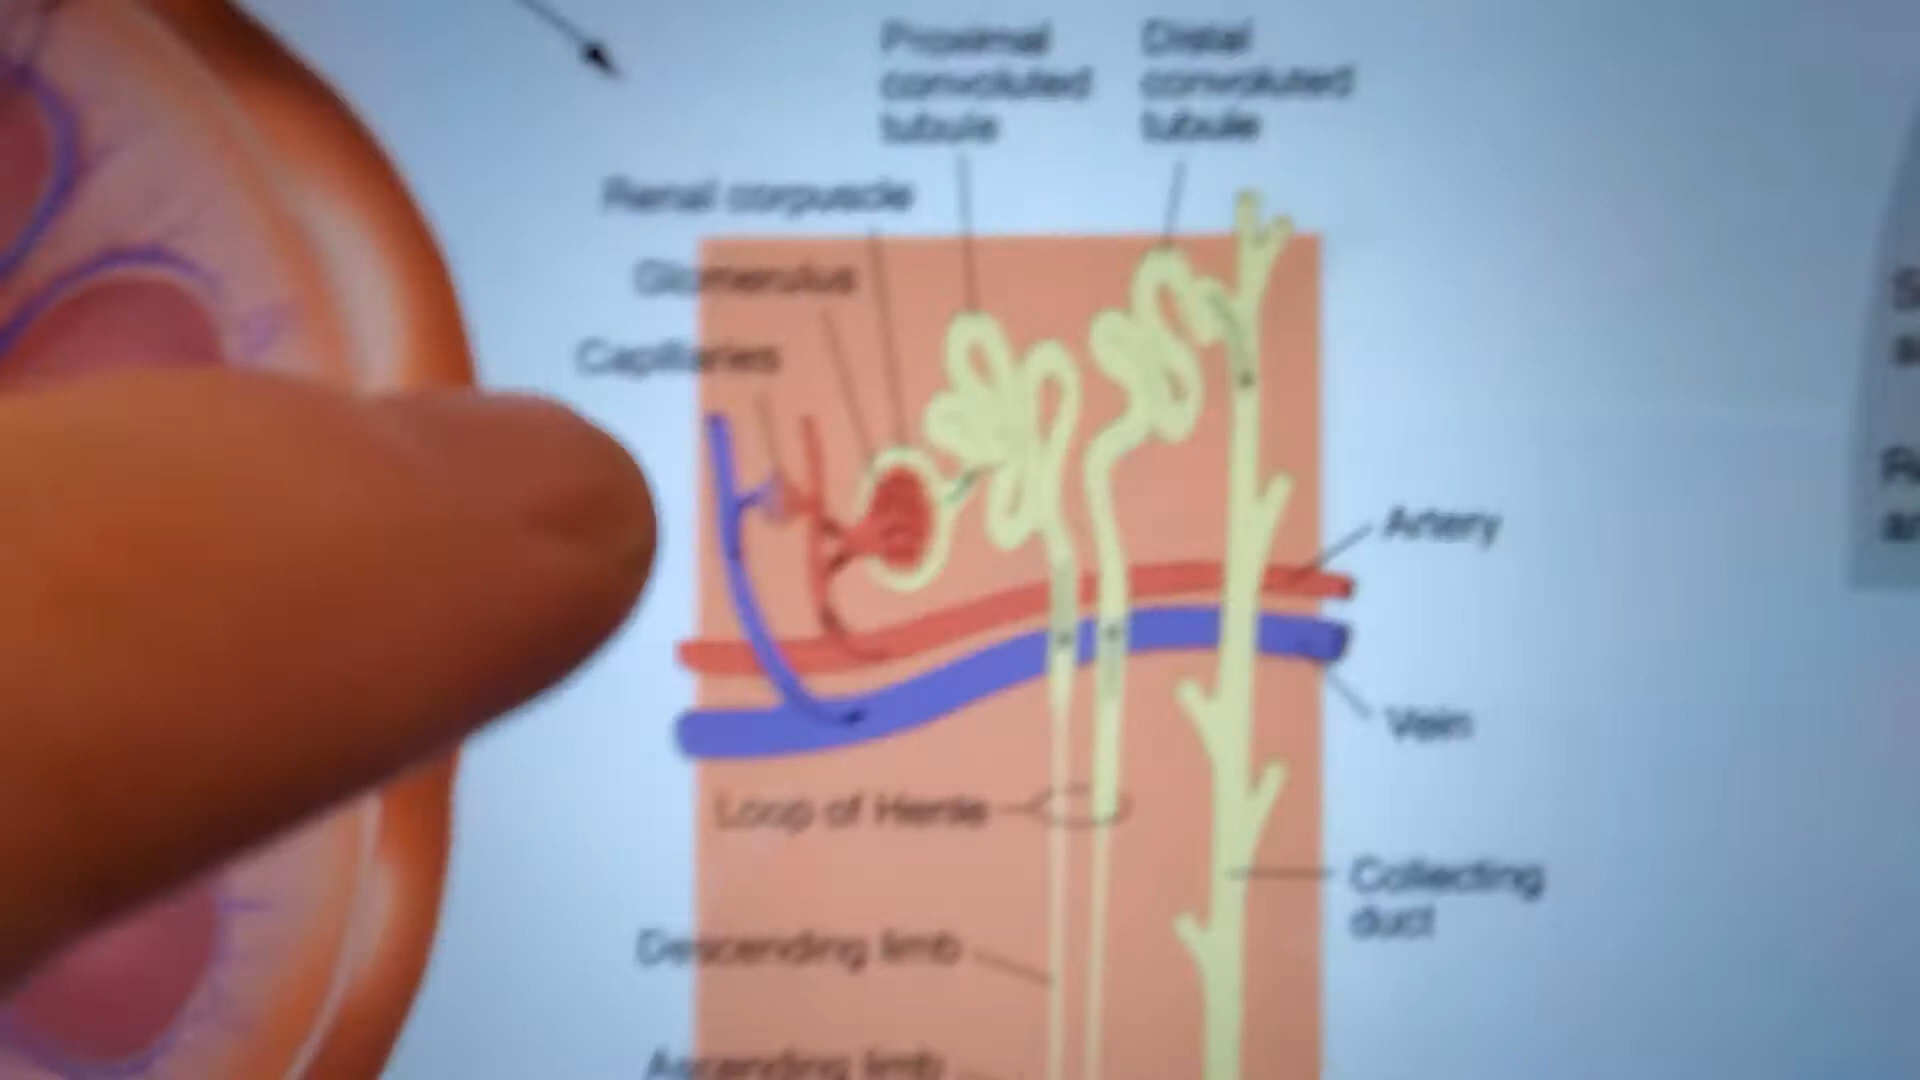 Proximal
convoluted
tubule
Distal
convoluted
tubule
Renal corpuscle
Glomerulus
Capillaries
Artery
Vein
Loop of Henle
Collecting
duct
Descending limb
Ascending limb